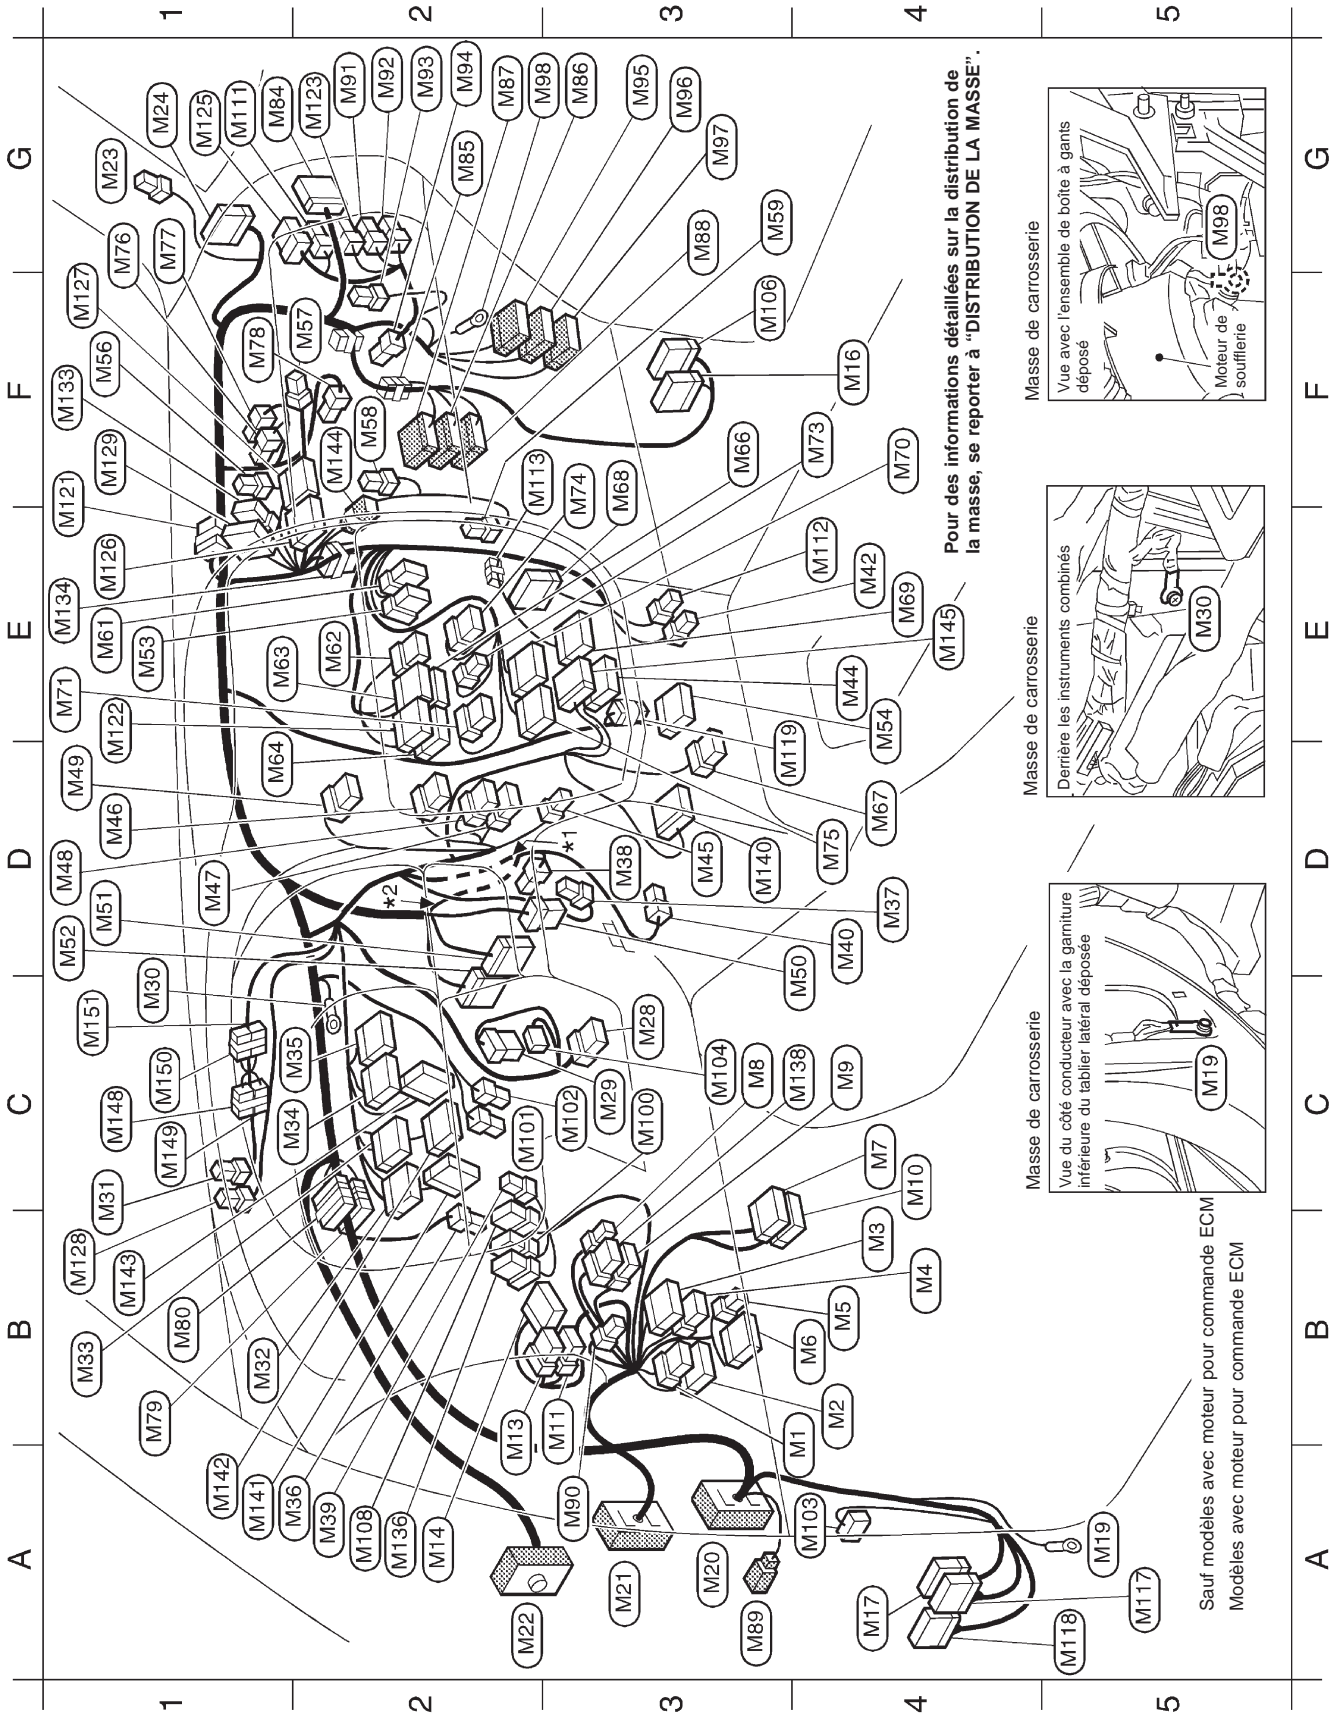 A
B
C
D
E
F
G
1
2
3
4
5
M142
M79
M33
M128
M31
M148
M151
M52
M48
M49
M71
M134
M121
M133
M127
M76
M23
M24
M141
M32
M80
M143
M149
M150
M30
M51
M46
M122
M61
M126
M129
M56
M77
M125
M36
M34
M35
M47
M64
M63
M53
M144
M78
M111
M39
M62
M58
M57
M84
M108
M123
M136
M91
M14
M92
M93
M94
*2
M85
M87
M98
M86
M22
M13
M101
M102
M29
M28
*1
M113
M74
M68
M95
M96
M97
M21
M90
M11
M100
M104
M38
M45
M140
M66
M88
M59
M20
M89
M1
M8
M138
M9
M50
M40
M37
M75
M67
M119
M54
M44
M112
M73
M16
M106
M103
M2
M6
M5
M4
M3
M10
M7
M145
M69
M42
M70
M17
M118
M117
M19
Pour des informations détaillées sur la distribution de
la masse, se reporter à “DISTRIBUTION DE LA MASSE”.
Masse de carrosserie
Vue du côté conducteur avec la garniture
inférieure du tablier latéral déposée
M19
Masse de carrosserie
Derrière les instruments combinés
M30
Masse de carrosserie
Vue avec l'ensemble de boîte à gants
déposé
Moteur de
soufflerie
M98
Sauf modèles avec moteur pour commande ECM
Modèles avec moteur pour commande ECM
A
B
C
D
E
F
G
1
2
3
4
5